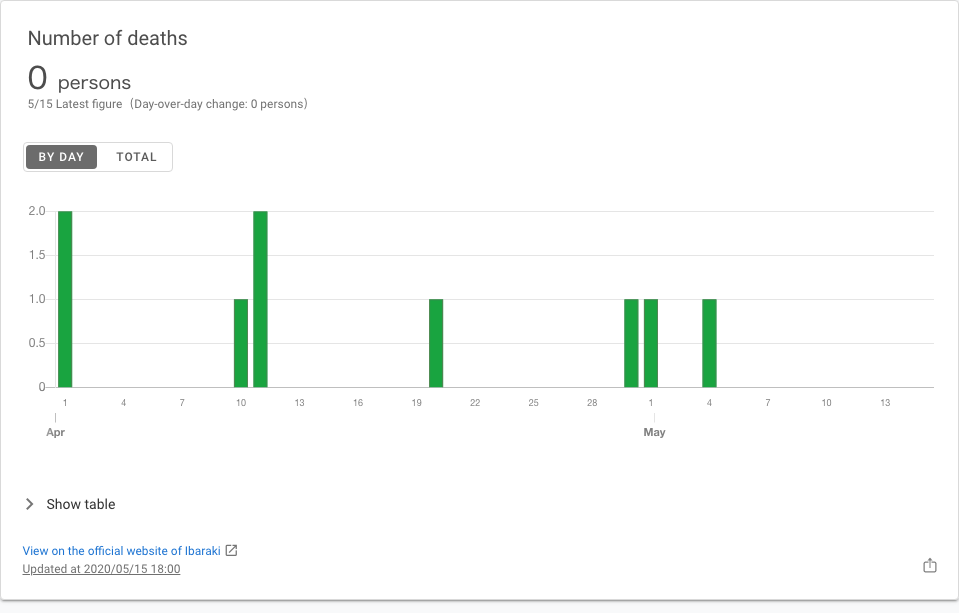 Number of deaths
0 persons
5/15 Latest figure（Day-over-day change: 0 persons）
BY DAY TOTAL
2.0
1.5
1.0
0.5
0
1 4 7 10 13 16 19 22 25 28 1 4 7 10 13
Apr May
Show table
View on the official website of Ibaraki
Updated at 2020/05/15 18:00